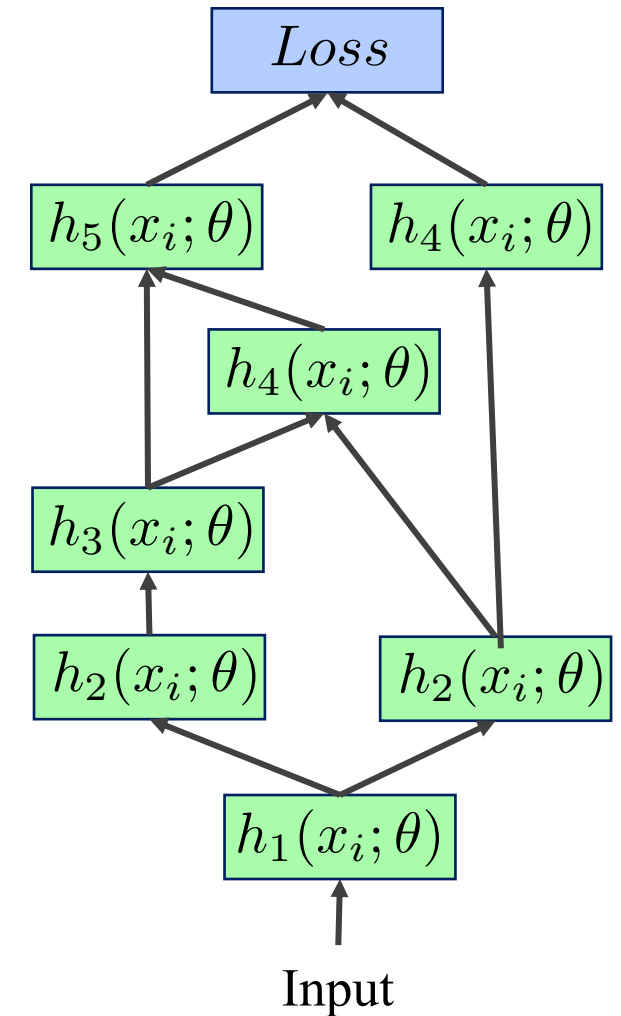 Loss
h₅(xᵢ; θ) h₄(xᵢ; θ)
h₄(xᵢ; θ)
h₃(xᵢ; θ)
h₂(xᵢ; θ) h₂(xᵢ; θ)
h₁(xᵢ; θ)
Input